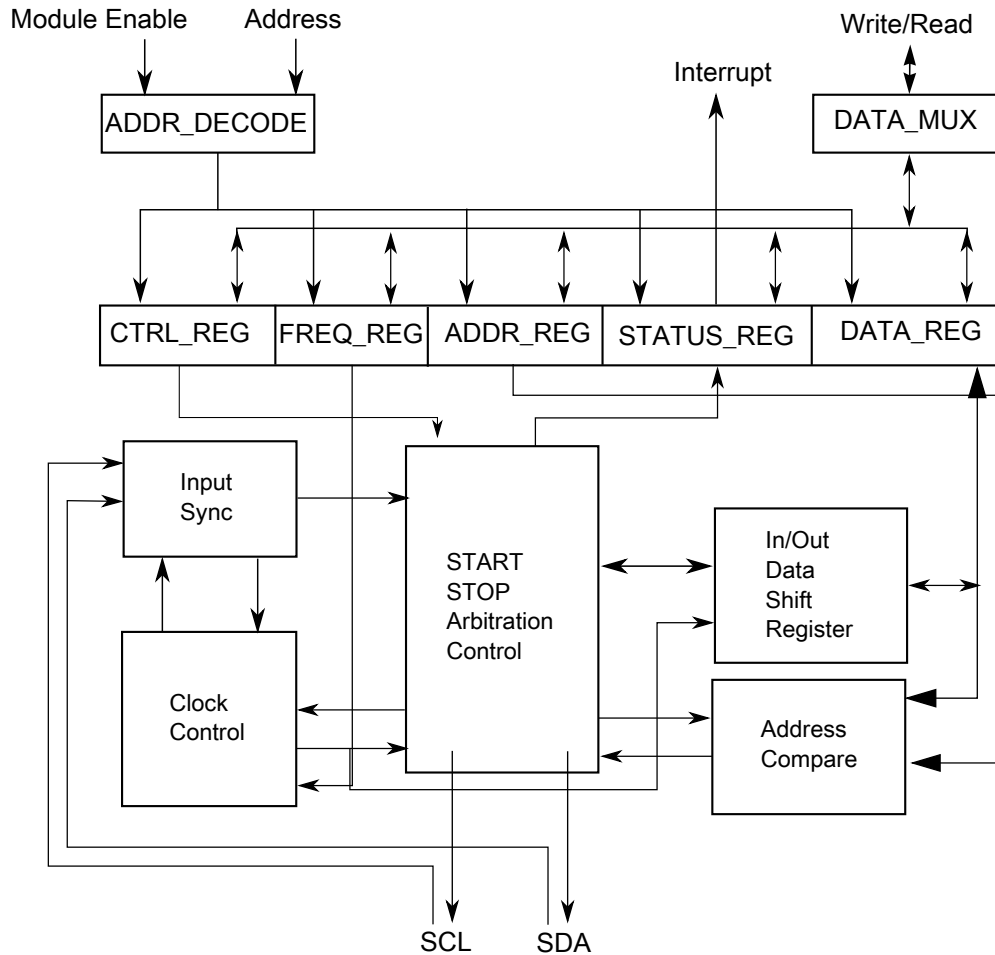 Module Enable
Address
Write/Read
Interrupt
ADDR_DECODE
DATA_MUX
CTRL_REG
FREQ_REG
ADDR_REG
STATUS_REG
DATA_REG
Input
Sync
START
STOP
Arbitration
Control
In/Out
Data
Shift
Register
Clock
Control
Address
Compare
SCL
SDA